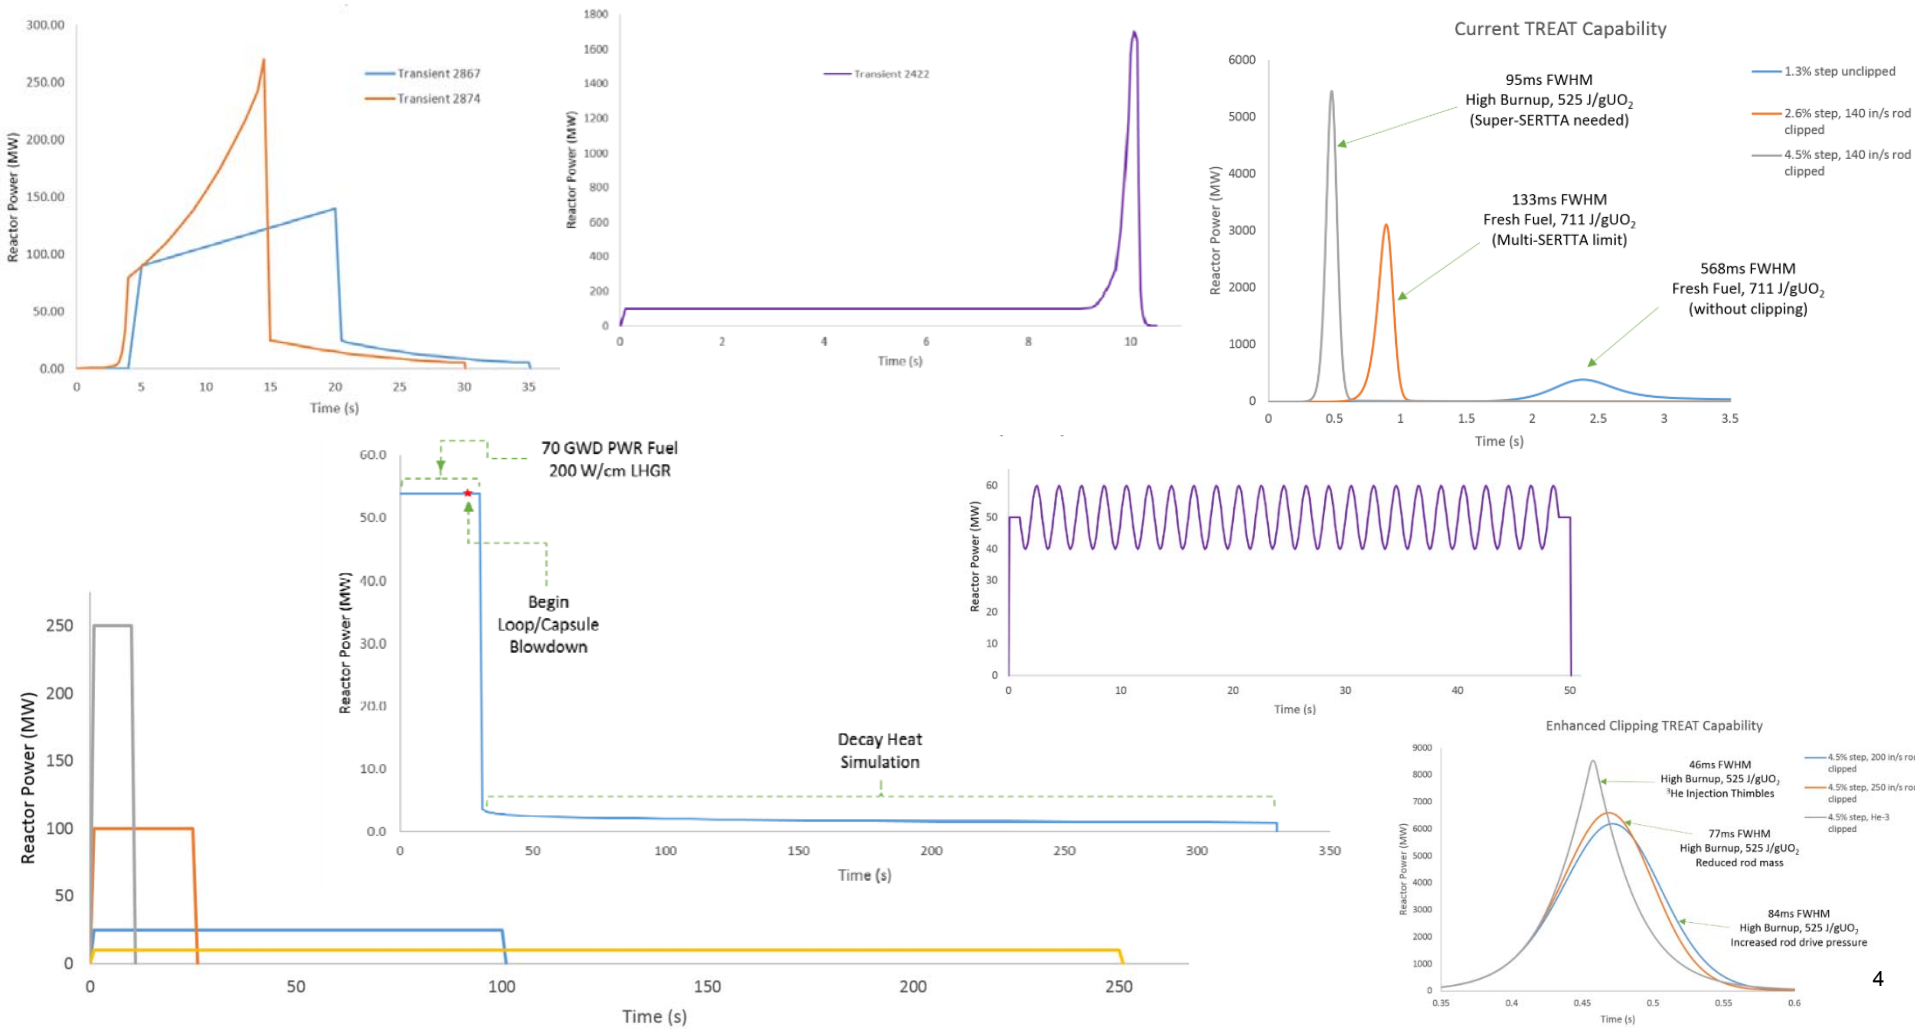 300.00
250.00
200.00
150.00
100.00
50.00
0.00
Reactor Power (MW)
0 5 10 15 20 25 30 35
Time (s)
Transient 2867
Transient 2874
1800
1600
1400
1200
1000
800
600
400
200
0
Reactor Power (MW)
0 2 4 6 8 10
Time (s)
Transient 2422
Current TREAT Capability
6000
5000
4000
3000
2000
1000
0
Reactor Power (MW)
0 0.5 1 1.5 2 2.5 3 3.5
Time (s)
95ms FWHM
High Burnup, 525 J/gUO₂
(Super-SERTTA needed)
133ms FWHM
Fresh Fuel, 711 J/gUO₂
(Multi-SERTTA limit)
568ms FWHM
Fresh Fuel, 711 J/gUO₂
(without clipping)
1.3% step unclipped
2.6% step, 140 in/s rod
clipped
4.5% step, 140 in/s rod
clipped
60.0
50.0
40.0
30.0
20.0
10.0
0.0
Reactor Power (MW)
0 50 100 150 200 250 300 350
Time (s)
70 GWD PWR Fuel
200 W/cm LHGR
Begin
Loop/Capsule
Blowdown
Decay Heat
Simulation
60
50
40
30
20
10
0
Reactor Power (MW)
0 10 20 30 40 50
Time (s)
250
200
150
100
50
0
Reactor Power (MW)
0 50 100 150 200 250
Time (s)
Enhanced Clipping TREAT Capability
9000
8000
7000
6000
5000
4000
3000
2000
1000
0
Reactor Power (MW)
0.35 0.4 0.45 0.5 0.55 0.6
Time (s)
46ms FWHM
High Burnup, 525 J/gUO₂
³He Injection Thimbles
77ms FWHM
High Burnup, 525 J/gUO₂
Reduced rod mass
84ms FWHM
High Burnup, 525 J/gUO₂
Increased rod drive pressure
4.5% step, 200 in/s rod
clipped
4.5% step, 250 in/s rod
clipped
4.5% step, He-3
clipped
4